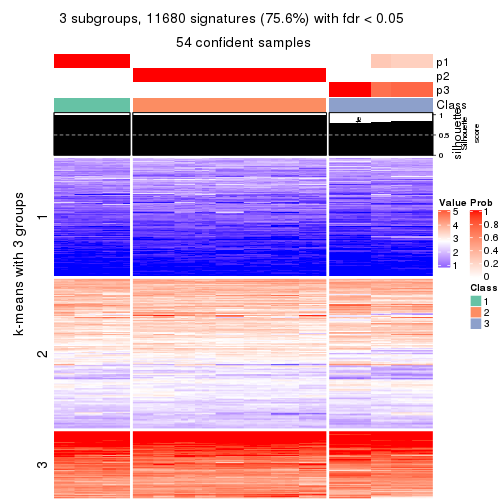 3 subgroups, 11680 signatures (75.6%) with fdr < 0.05
54 confident samples
p1
p2
p3
Class
1
0.5
0
silhouette
Silhouette
score
k-means with 3 groups
1
2
3
Value
5
4
3
2
1
Prob
1
0.8
0.6
0.4
0.2
0
Class
1
2
3